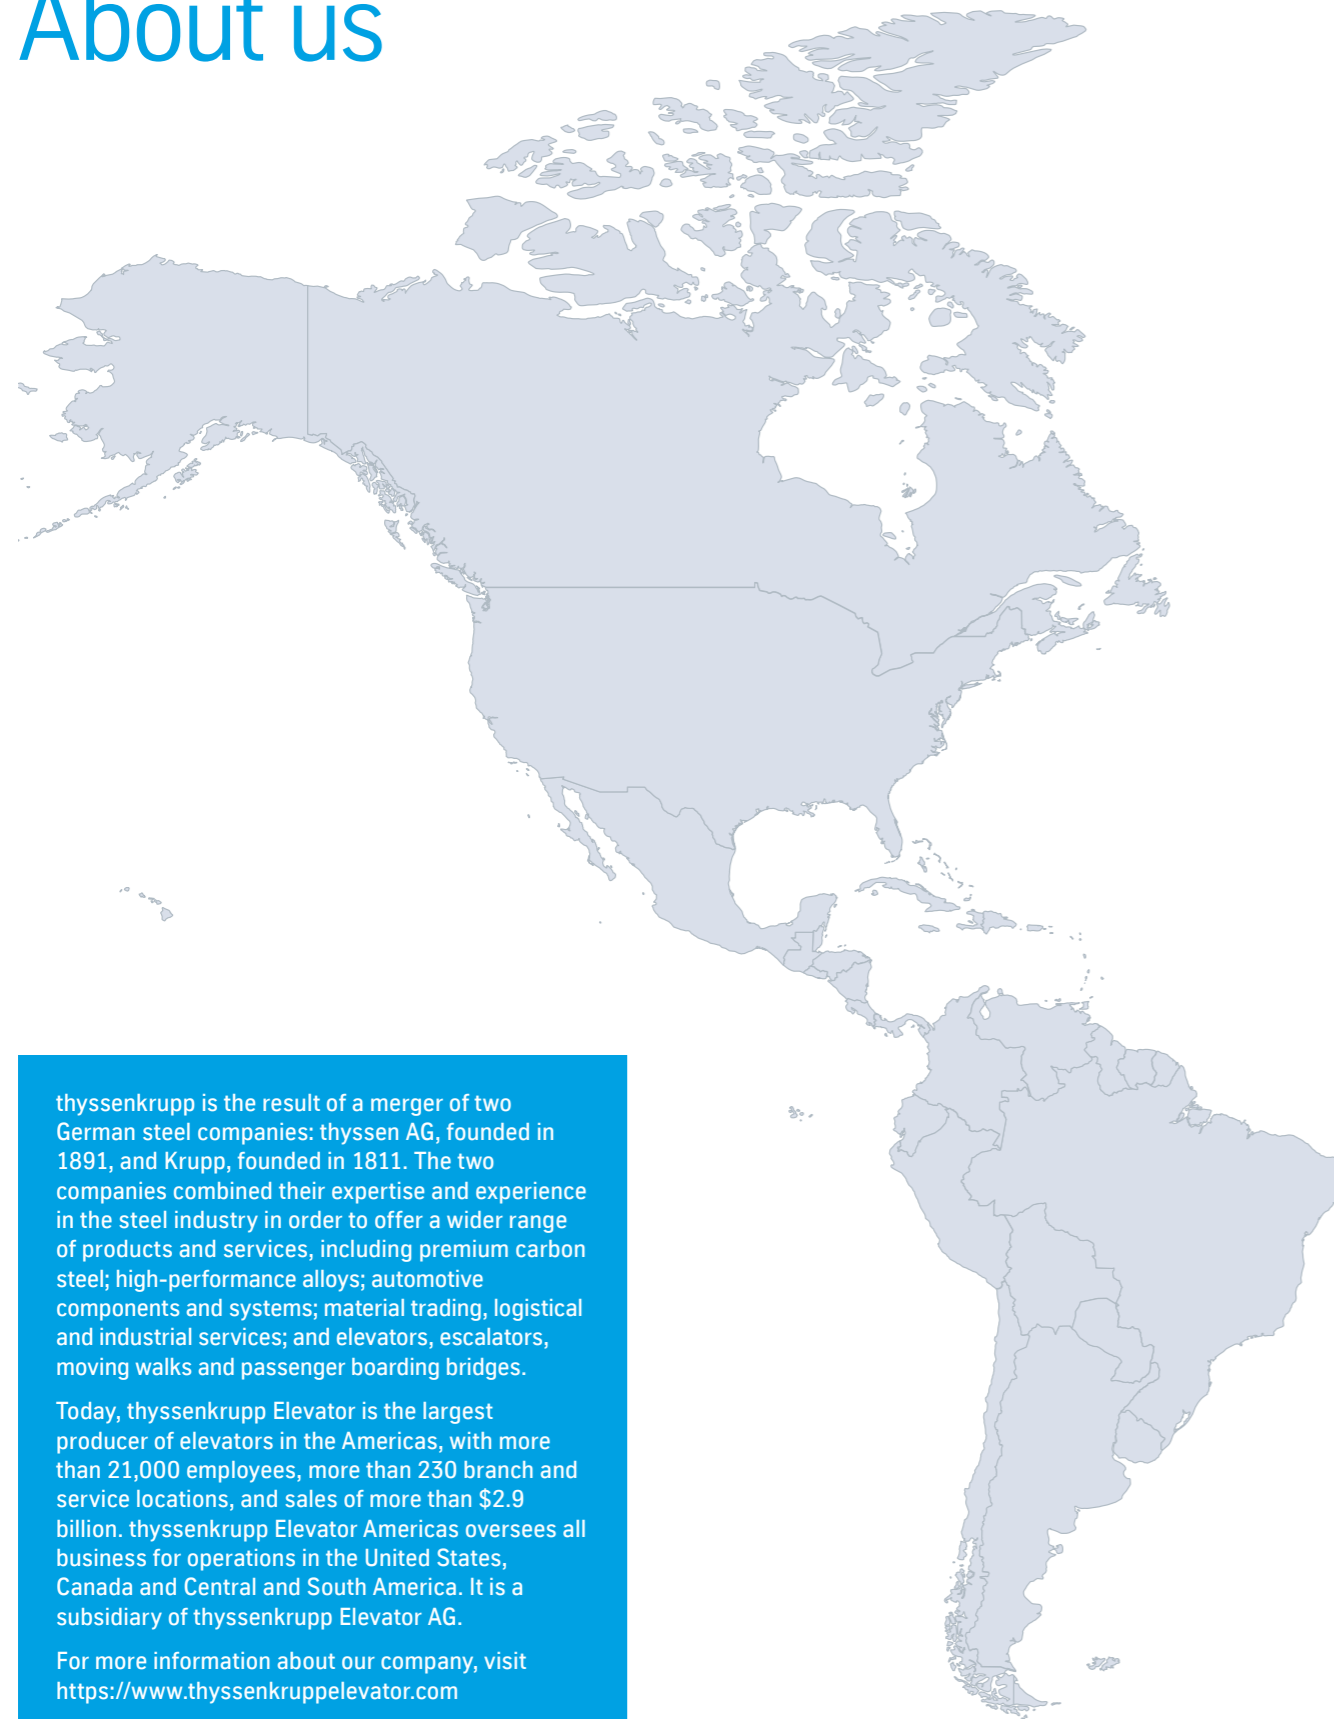 About us
thyssenkrupp is the result of a merger of two
German steel companies: thyssen AG, founded in
1891, and Krupp, founded in 1811. The two
companies combined their expertise and experience
in the steel industry in order to offer a wider range
of products and services, including premium carbon
steel; high-performance alloys; automotive
components and systems; material trading, logistical
and industrial services; and elevators, escalators,
moving walks and passenger boarding bridges.
Today, thyssenkrupp Elevator is the largest
producer of elevators in the Americas, with more
than 21,000 employees, more than 230 branch and
service locations, and sales of more than $2.9
billion. thyssenkrupp Elevator Americas oversees all
business for operations in the United States,
Canada and Central and South America. It is a
subsidiary of thyssenkrupp Elevator AG.
For more information about our company, visit
https://www.thyssenkruppelevator.com